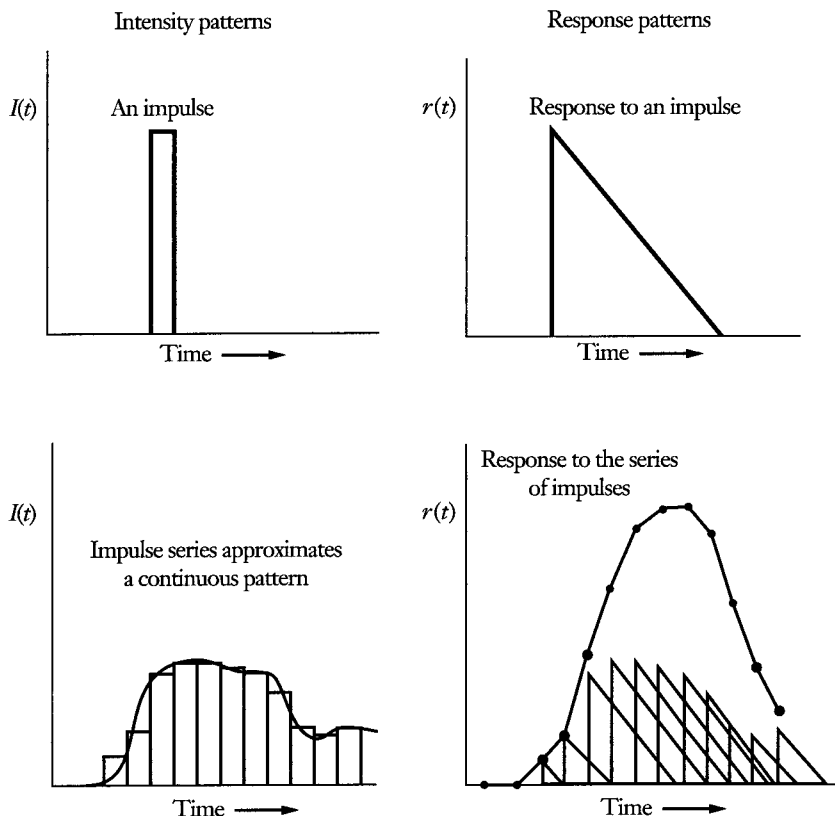 Intensity patterns
Response patterns
I(t)
An impulse
Time
r(t)
Response to an impulse
Time
I(t)
Impulse series approximates
a continuous pattern
Time
r(t)
Response to the series
of impulses
Time